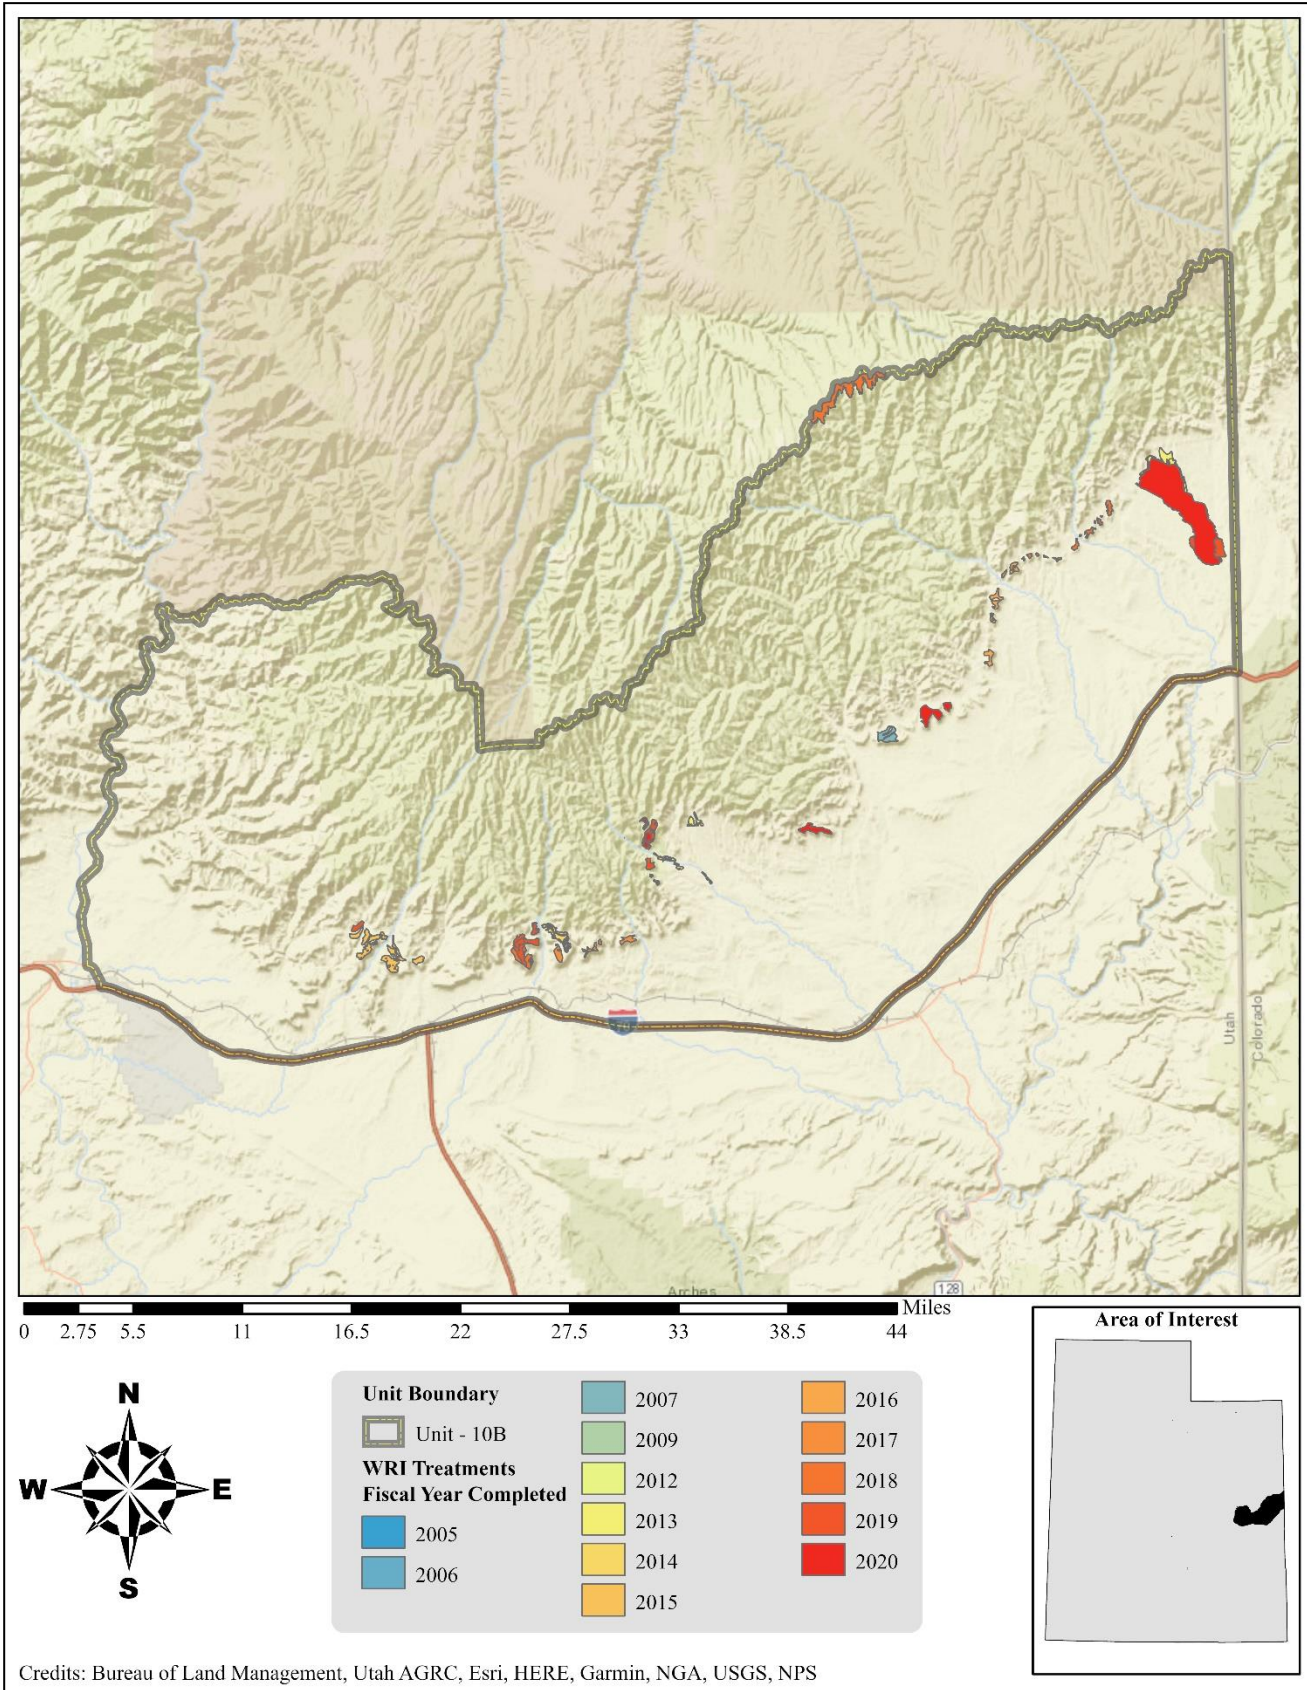 Utah
Colorado
Arches
128
Miles
0 2.75 5.5 11 16.5 22 27.5 33 38.5 44
Area of Interest
N
W E
S
Unit Boundary
Unit - 10B
WRI Treatments
Fiscal Year Completed
2005
2006
2007
2009
2012
2013
2014
2015
2016
2017
2018
2019
2020
Credits: Bureau of Land Management, Utah AGRC, Esri, HERE, Garmin, NGA, USGS, NPS